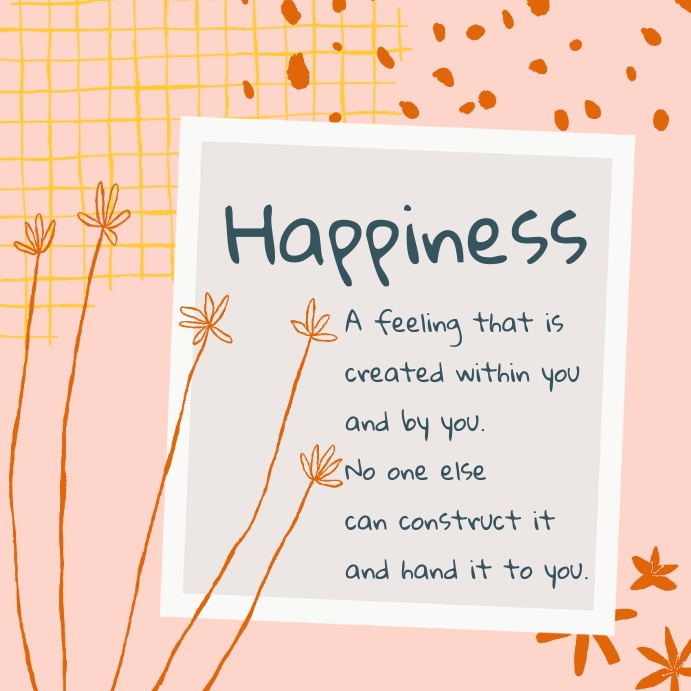 Happiness
A feeling that is
created within you
and by you.
No one else
can construct it
and hand it to you.